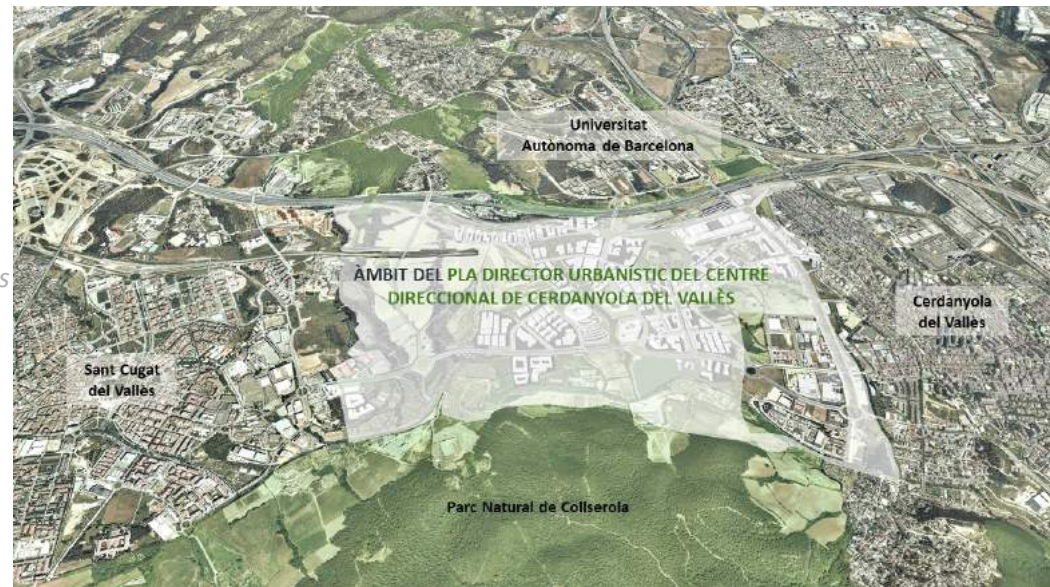 Universitat
Autònoma de Barcelona
ÀMBIT DEL PLA DIRECTOR URBANÍSTIC DEL CENTRE
DIRECCIONAL DE CERDANYOLA DEL VALLÈS
Cerdanyola
del Vallès
Sant Cugat
del Vallès
Parc Natural de Collserola